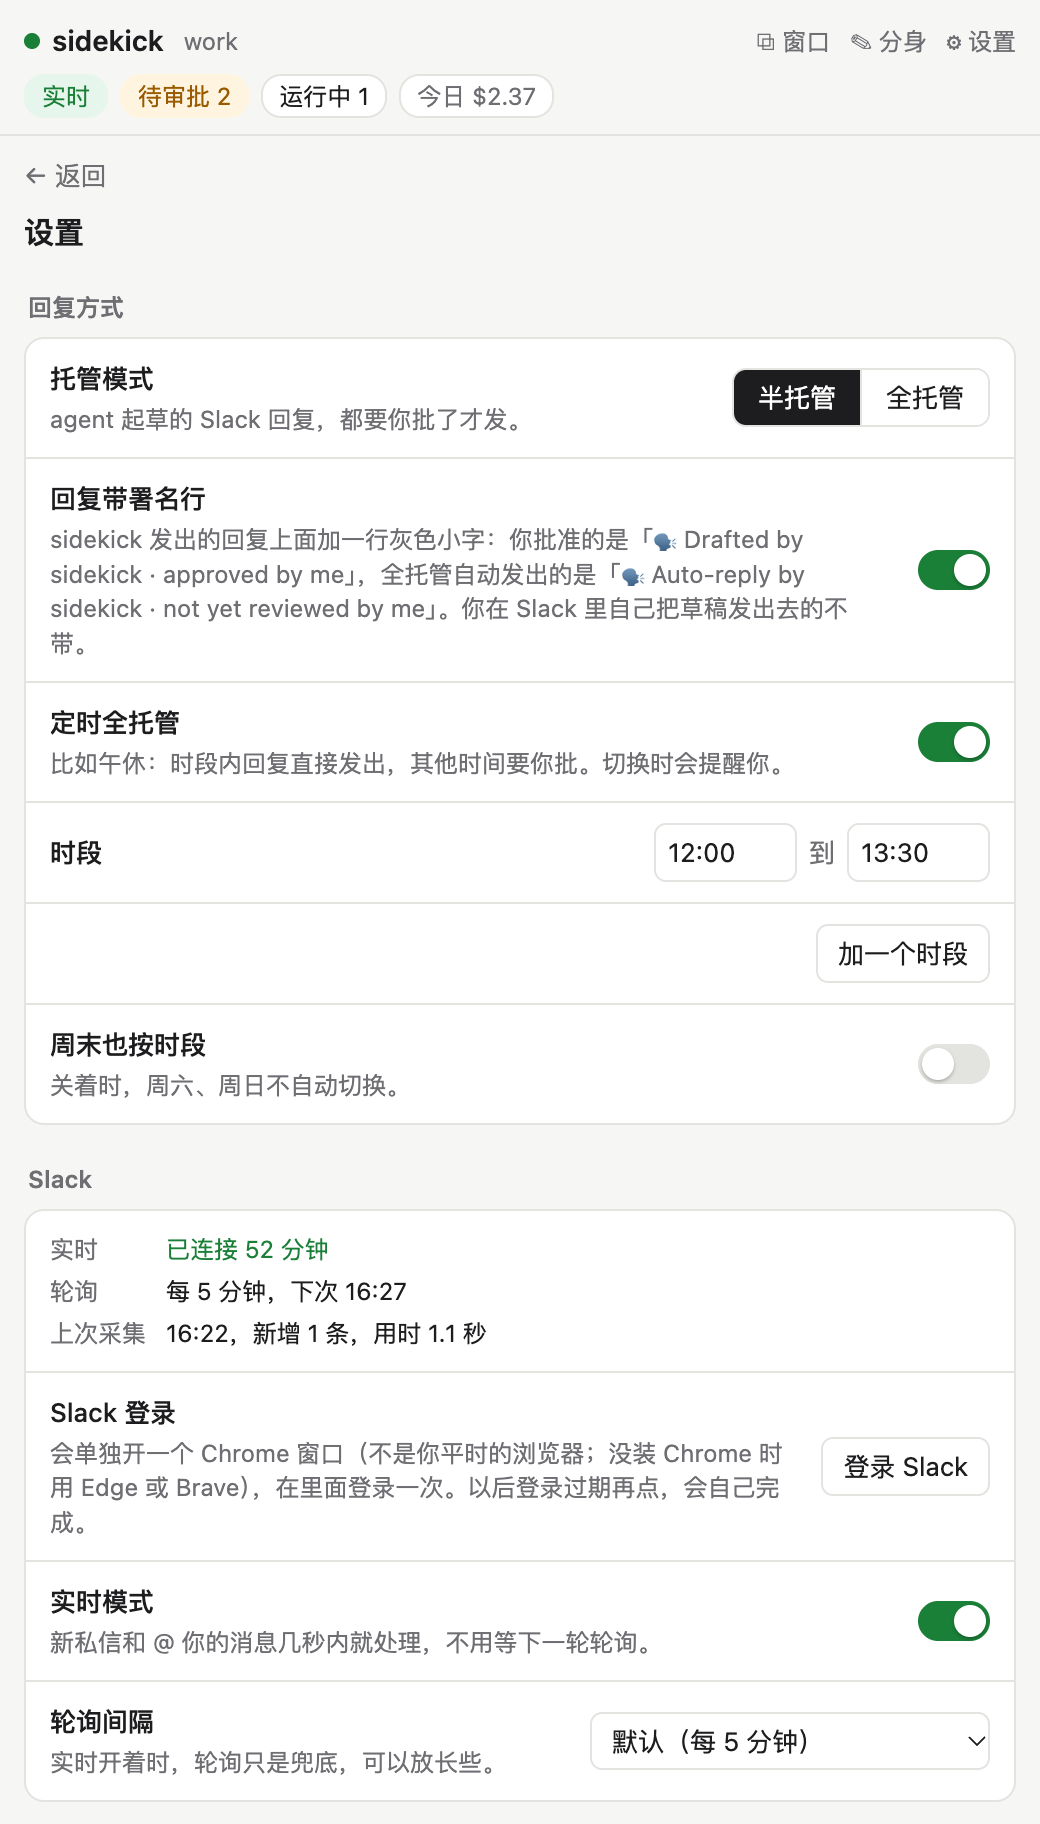 sidekick work
窗口 分身 设置
实时 待审批 2 运行中 1 今日 $2.37
← 返回
设置
回复方式
托管模式
agent 起草的 Slack 回复，都要你批了才发。
半托管 全托管
回复带署名行
sidekick 发出的回复上面加一行灰色小字：你批准的是「🗣️ Drafted by
sidekick · approved by me」，全托管自动发出的是「🗣️ Auto-reply by
sidekick · not yet reviewed by me」。你在 Slack 里自己把草稿发出去的不
带。
定时全托管
比如午休：时段内回复直接发出，其他时间要你批。切换时会提醒你。
时段 12:00 到 13:30
加一个时段
周末也按时段
关着时，周六、周日不自动切换。
Slack
实时 已连接 52 分钟
轮询 每 5 分钟，下次 16:27
上次采集 16:22，新增 1 条，用时 1.1 秒
Slack 登录
会单独开一个 Chrome 窗口（不是你平时的浏览器；没装 Chrome 时
用 Edge 或 Brave），在里面登录一次。以后登录过期再点，会自己完
成。
登录 Slack
实时模式
新私信和 @ 你的消息几秒内就处理，不用等下一轮轮询。
轮询间隔
实时开着时，轮询只是兜底，可以放长些。
默认（每 5 分钟）